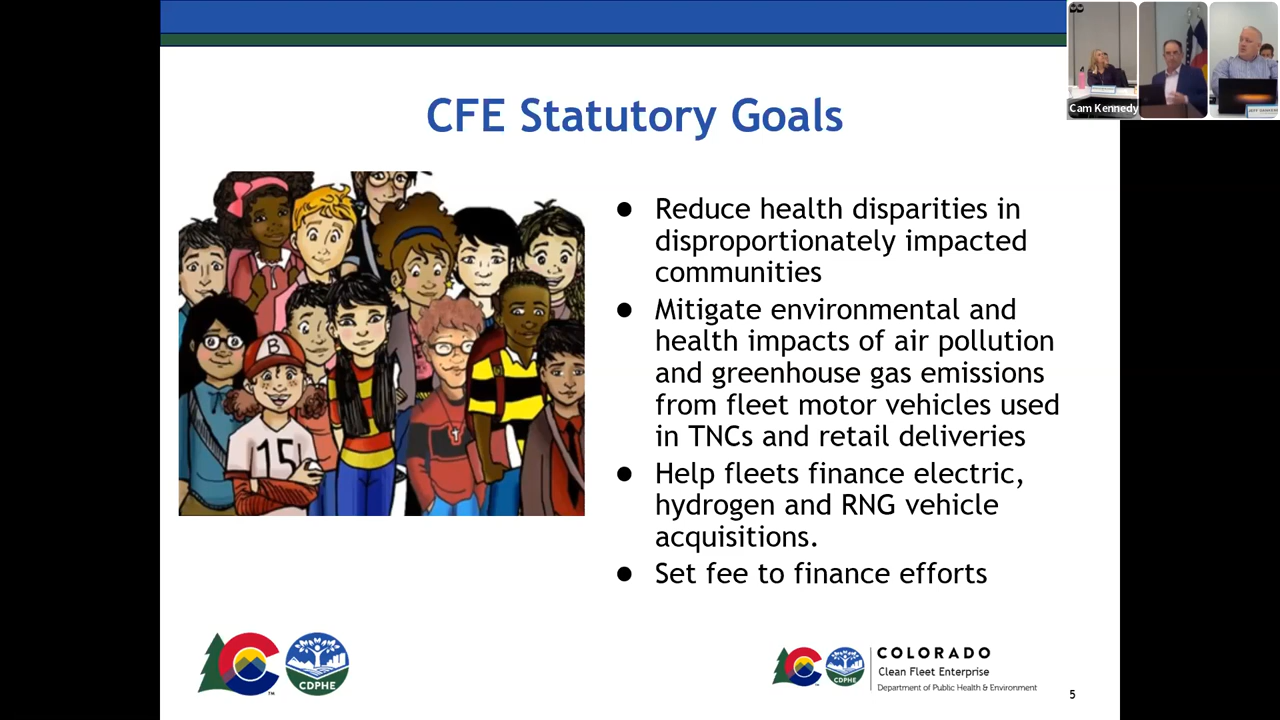 Cam Kennedy
CFE Statutory Goals
● Reduce health disparities in
disproportionately impacted
communities
● Mitigate environmental and
health impacts of air pollution
and greenhouse gas emissions
from fleet motor vehicles used
in TNCs and retail deliveries
● Help fleets finance electric,
hydrogen and RNG vehicle
acquisitions.
● Set fee to finance efforts
B
15
CDPHE
TM
CDPHE
COLORADO
Clean Fleet Enterprise
Department of Public Health & Environment
5